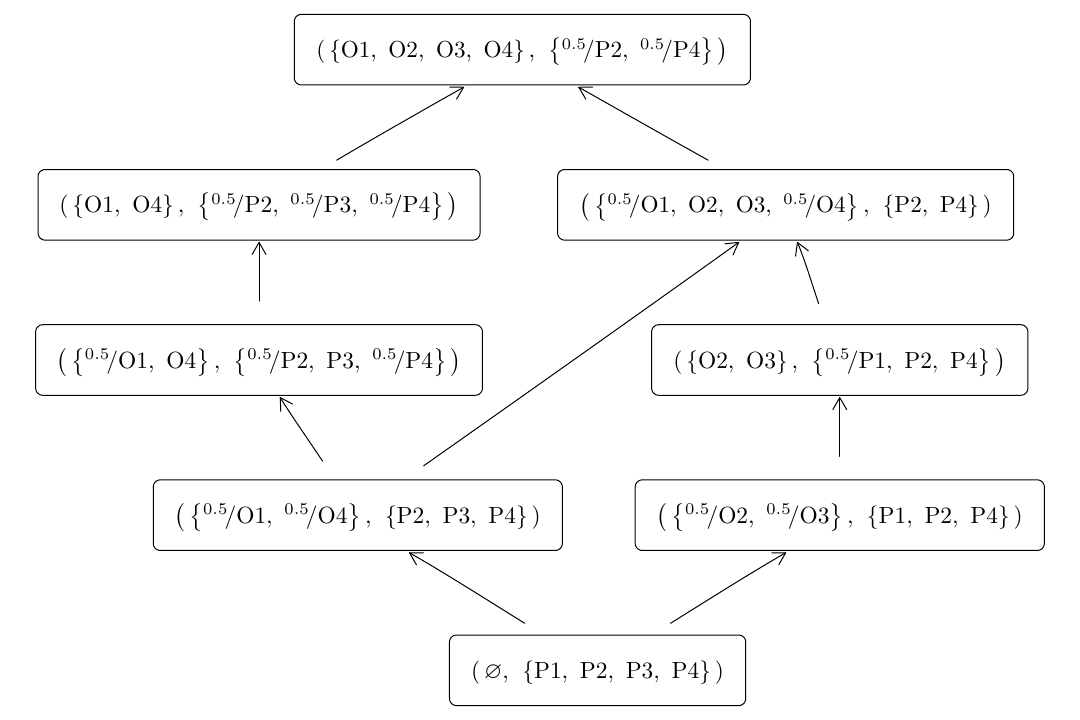 ({O1, O2, O3, O4}, {0.5/P2, 0.5/P4})
({O1, O4}, {0.5/P2, 0.5/P3, 0.5/P4})
({0.5/O1, O2, O3, 0.5/O4}, {P2, P4})
({0.5/O1, O4}, {0.5/P2, P3, 0.5/P4})
({O2, O3}, {0.5/P1, P2, P4})
({0.5/O1, 0.5/O4}, {P2, P3, P4})
({0.5/O2, 0.5/O3}, {P1, P2, P4})
(∅, {P1, P2, P3, P4})